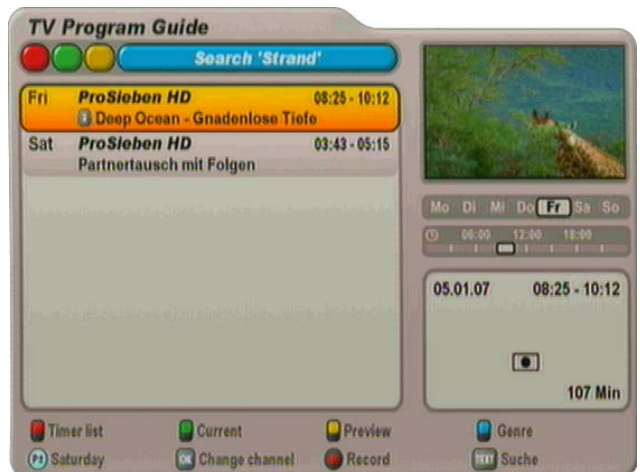 TV Program Guide
Search 'Strand'
Fri ProSieben HD 08:25 - 10:12
i Deep Ocean - Gnadenlose Tiefe
Sat ProSieben HD 03:43 - 05:15
Partnertausch mit Folgen
Mo Di Mi Do Fr Sa So
06:00 12:00 18:00
05.01.07 08:25 - 10:12
107 Min
Timer list Current Preview Genre
Saturday OK Change channel Record TEXT Suche